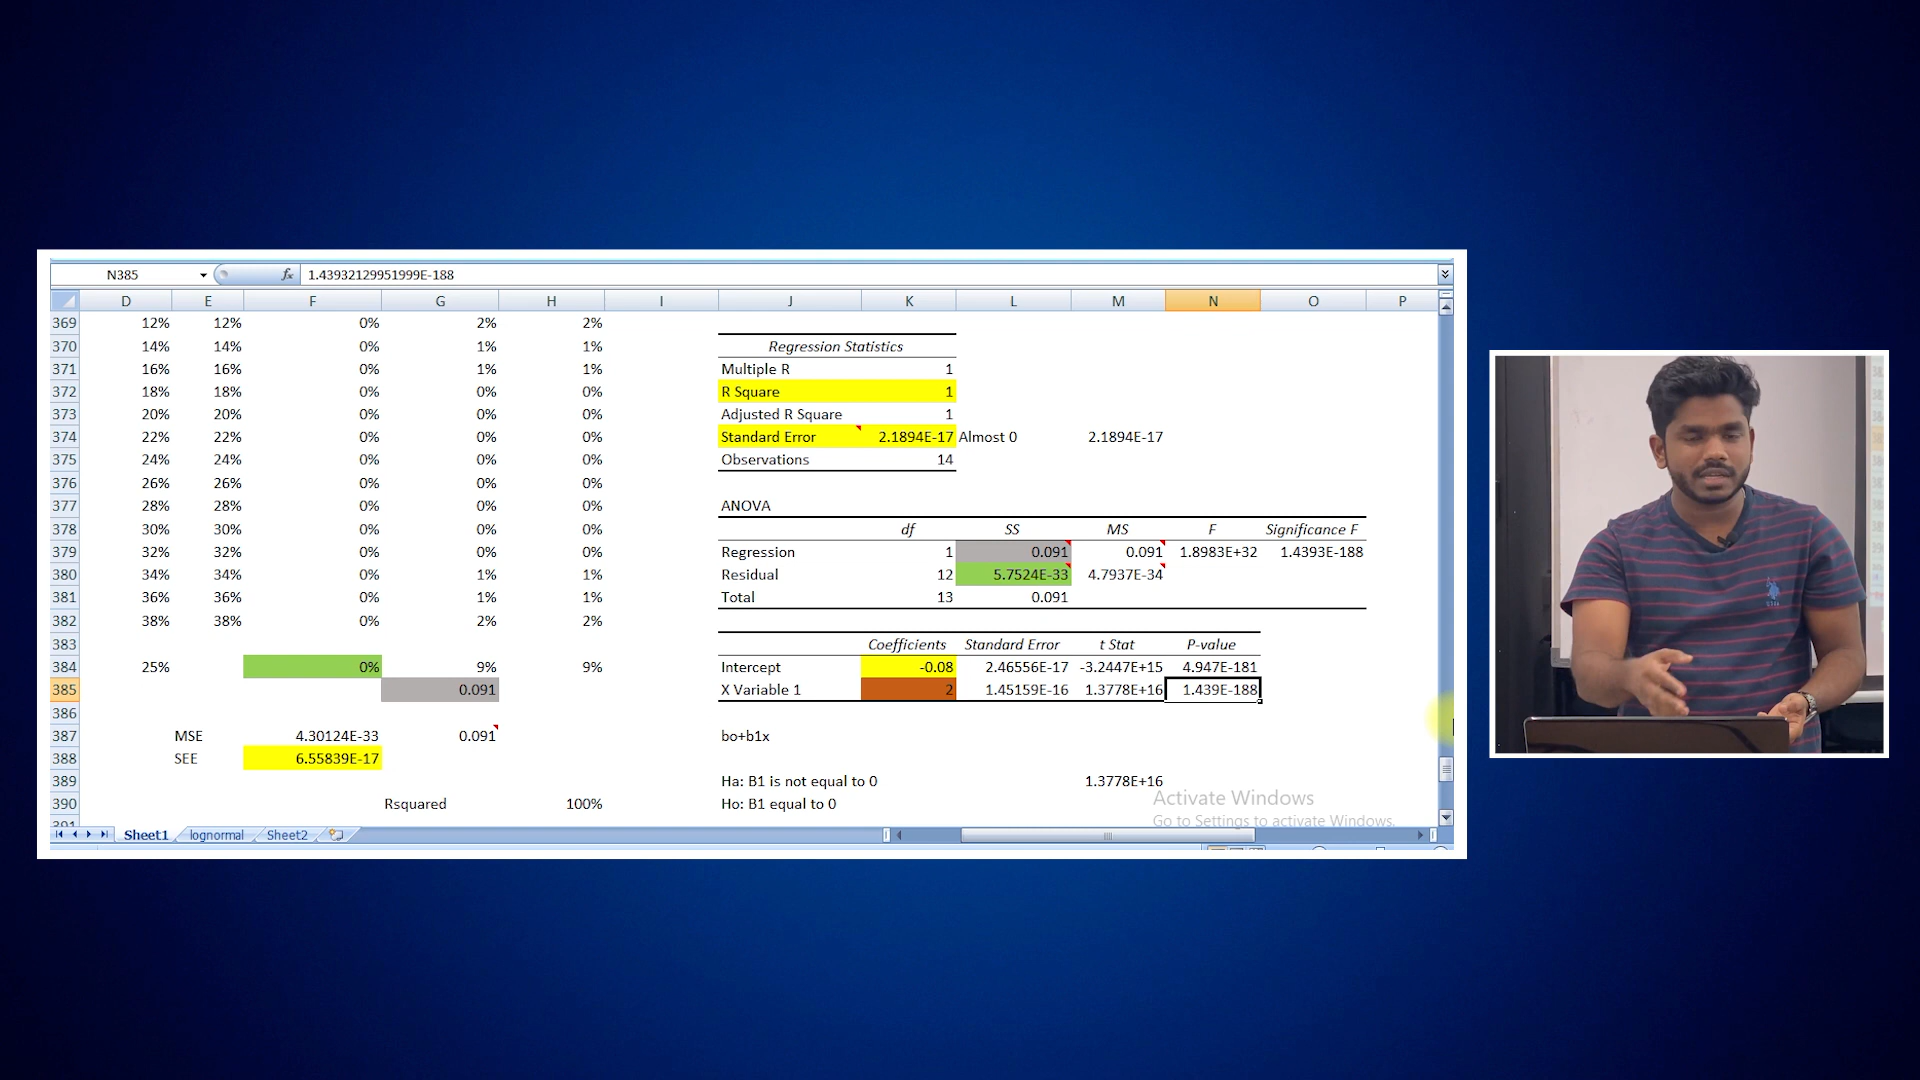 N385 fx 1.43932129951999E-188
D E F G H I J K L M N O P
369 12% 12% 0% 2% 2%
370 14% 14% 0% 1% 1% Regression Statistics
371 16% 16% 0% 1% 1% Multiple R 1
372 18% 18% 0% 0% 0% R Square 1
373 20% 20% 0% 0% 0% Adjusted R Square 1
374 22% 22% 0% 0% 0% Standard Error 2.1894E-17 Almost 0 2.1894E-17
375 24% 24% 0% 0% 0% Observations 14
376 26% 26% 0% 0% 0%
377 28% 28% 0% 0% 0% ANOVA
378 30% 30% 0% 0% 0% df SS MS F Significance F
379 32% 32% 0% 0% 0% Regression 1 0.091 0.091 1.8983E+32 1.4393E-188
380 34% 34% 0% 1% 1% Residual 12 5.7524E-33 4.7937E-34
381 36% 36% 0% 1% 1% Total 13 0.091
382 38% 38% 0% 2% 2%
383 Coefficients Standard Error t Stat P-value
384 25% 0% 9% 9% Intercept -0.08 2.46556E-17 -3.2447E+15 4.947E-181
385 0.091 X Variable 1 2 1.45159E-16 1.3778E+16 1.439E-188
386
387 MSE 4.30124E-33 0.091 bo+b1x
388 SEE 6.55839E-17
389 Ha: B1 is not equal to 0 1.3778E+16
390 Rsquared 100% Ho: B1 equal to 0
Activate Windows
Go to Settings to activate Windows.
391
Sheet1 lognormal Sheet2